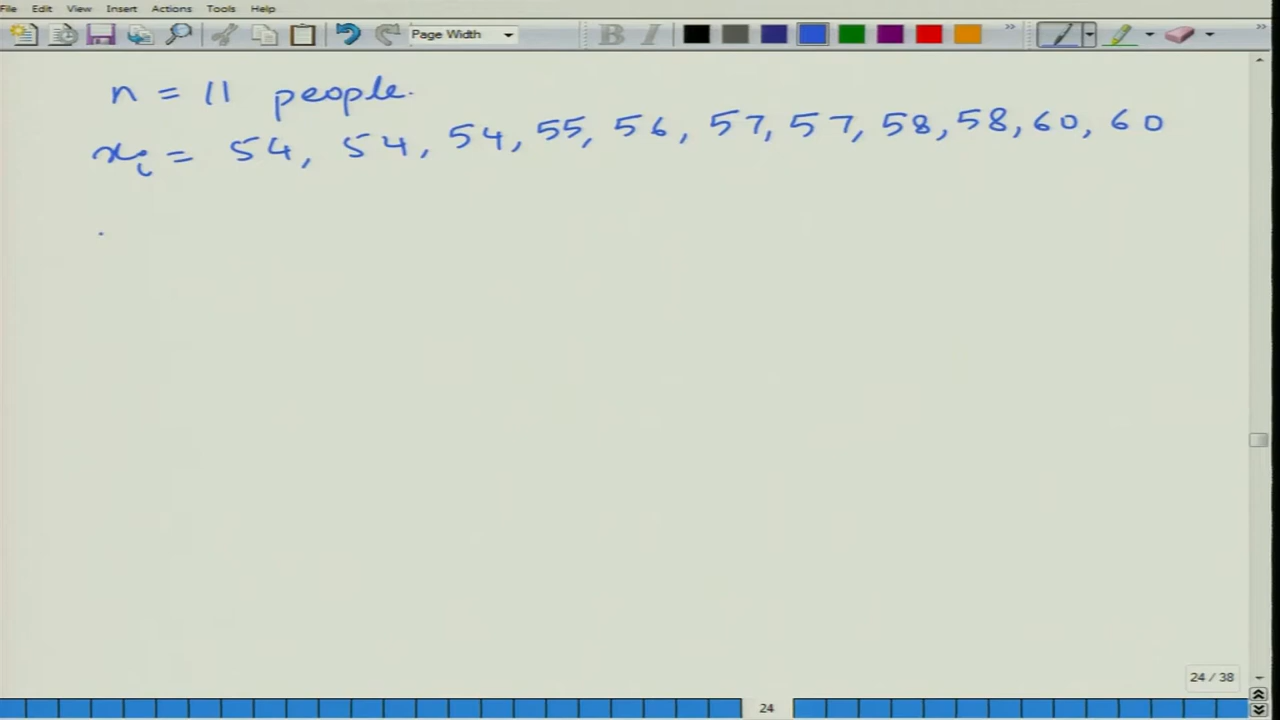 File Edit View Insert Actions Tools Help
Page Width B I
n = 11 people.
xi = 54, 54, 54, 55, 56, 57, 57, 58, 58, 60, 60
24 / 38
24